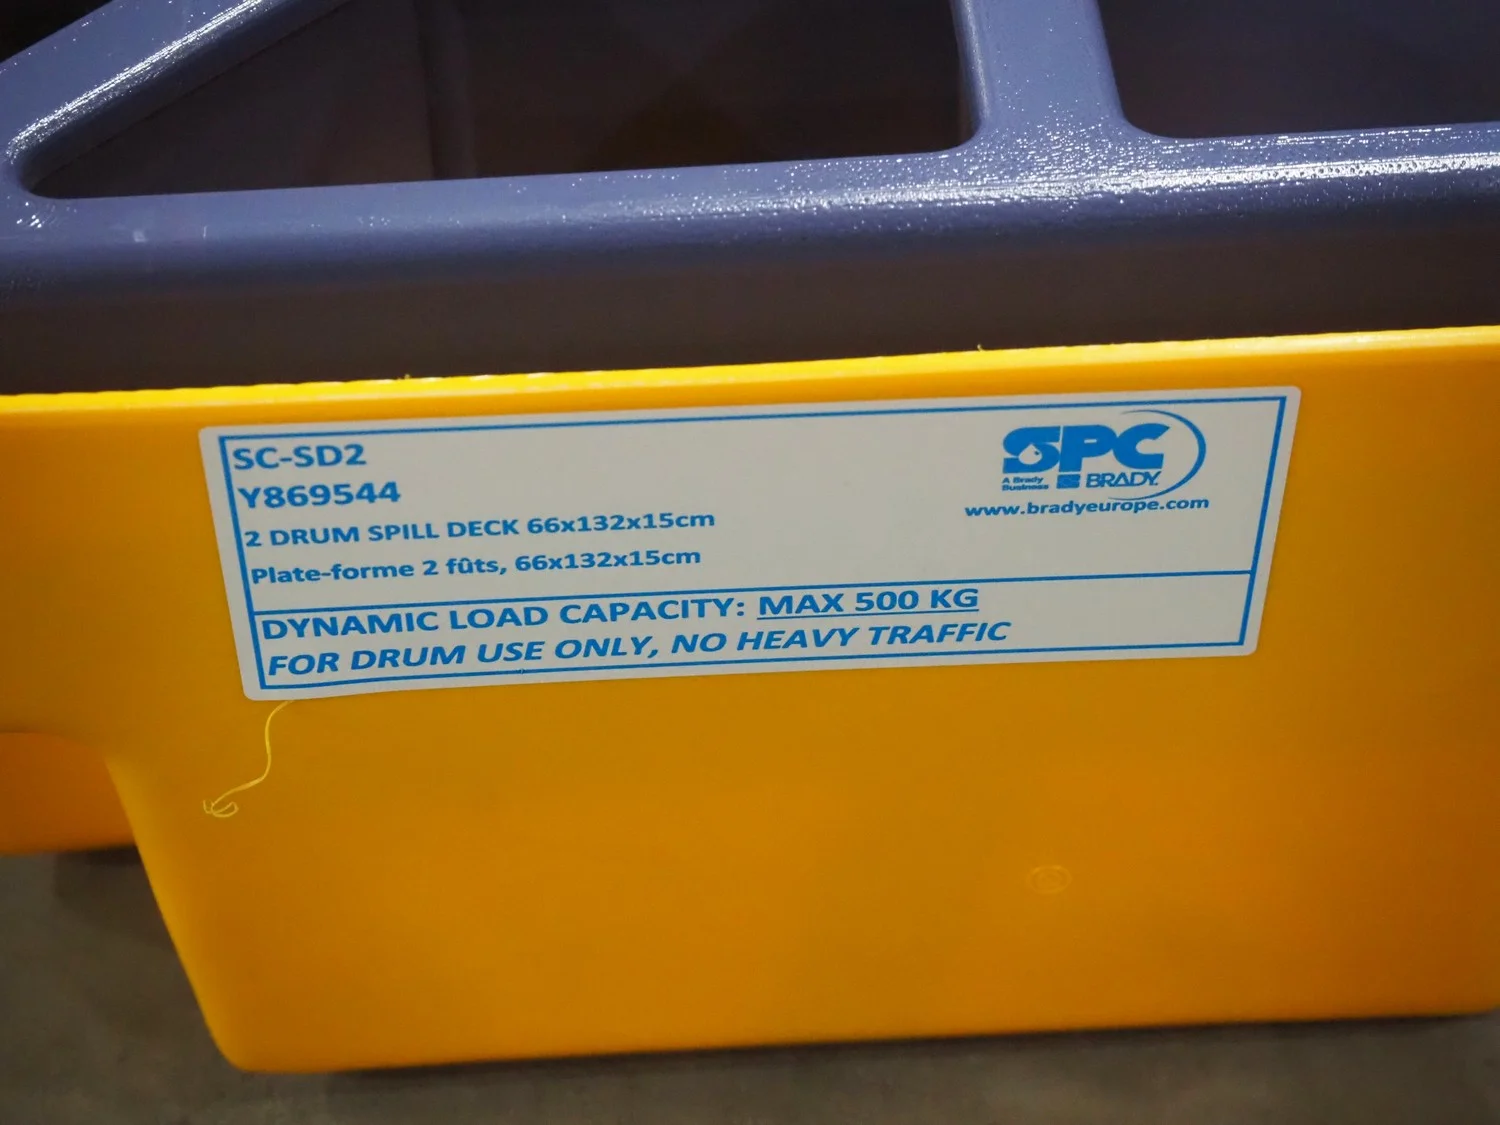 SC-SD2
Y869544
2 DRUM SPILL DECK 66x132x15cm
Plate-forme 2 fûts, 66x132x15cm
SPC
A Brady
Business
BRADY.
www.bradyeurope.com
DYNAMIC LOAD CAPACITY: MAX 500 KG
FOR DRUM USE ONLY, NO HEAVY TRAFFIC